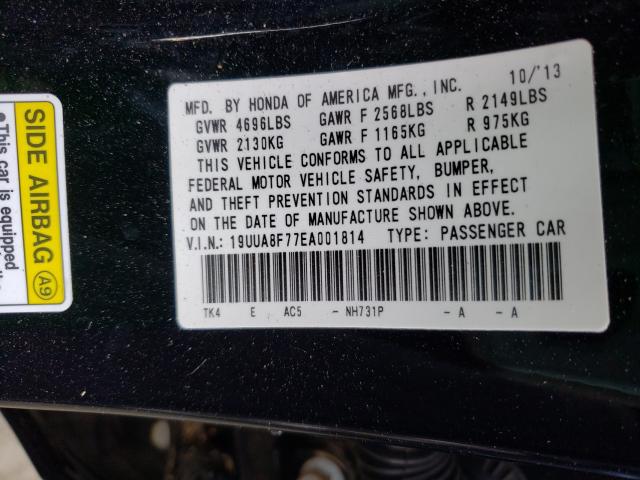 MFD. BY HONDA OF AMERICA MFG., INC. 10/'13
GVWR 4696LBS GAWR F 2568LBS R 2149LBS
GVWR 2130KG GAWR F 1165KG R 975KG
THIS VEHICLE CONFORMS TO ALL APPLICABLE
FEDERAL MOTOR VEHICLE SAFETY, BUMPER,
AND THEFT PREVENTION STANDARDS IN EFFECT
ON THE DATE OF MANUFACTURE SHOWN ABOVE.
V.I.N.: 19UUA8F77EA001814 TYPE: PASSENGER CAR
TK4 E AC5 - NH731P - A - A
SIDE AIRBAG A9
• This car is equipped